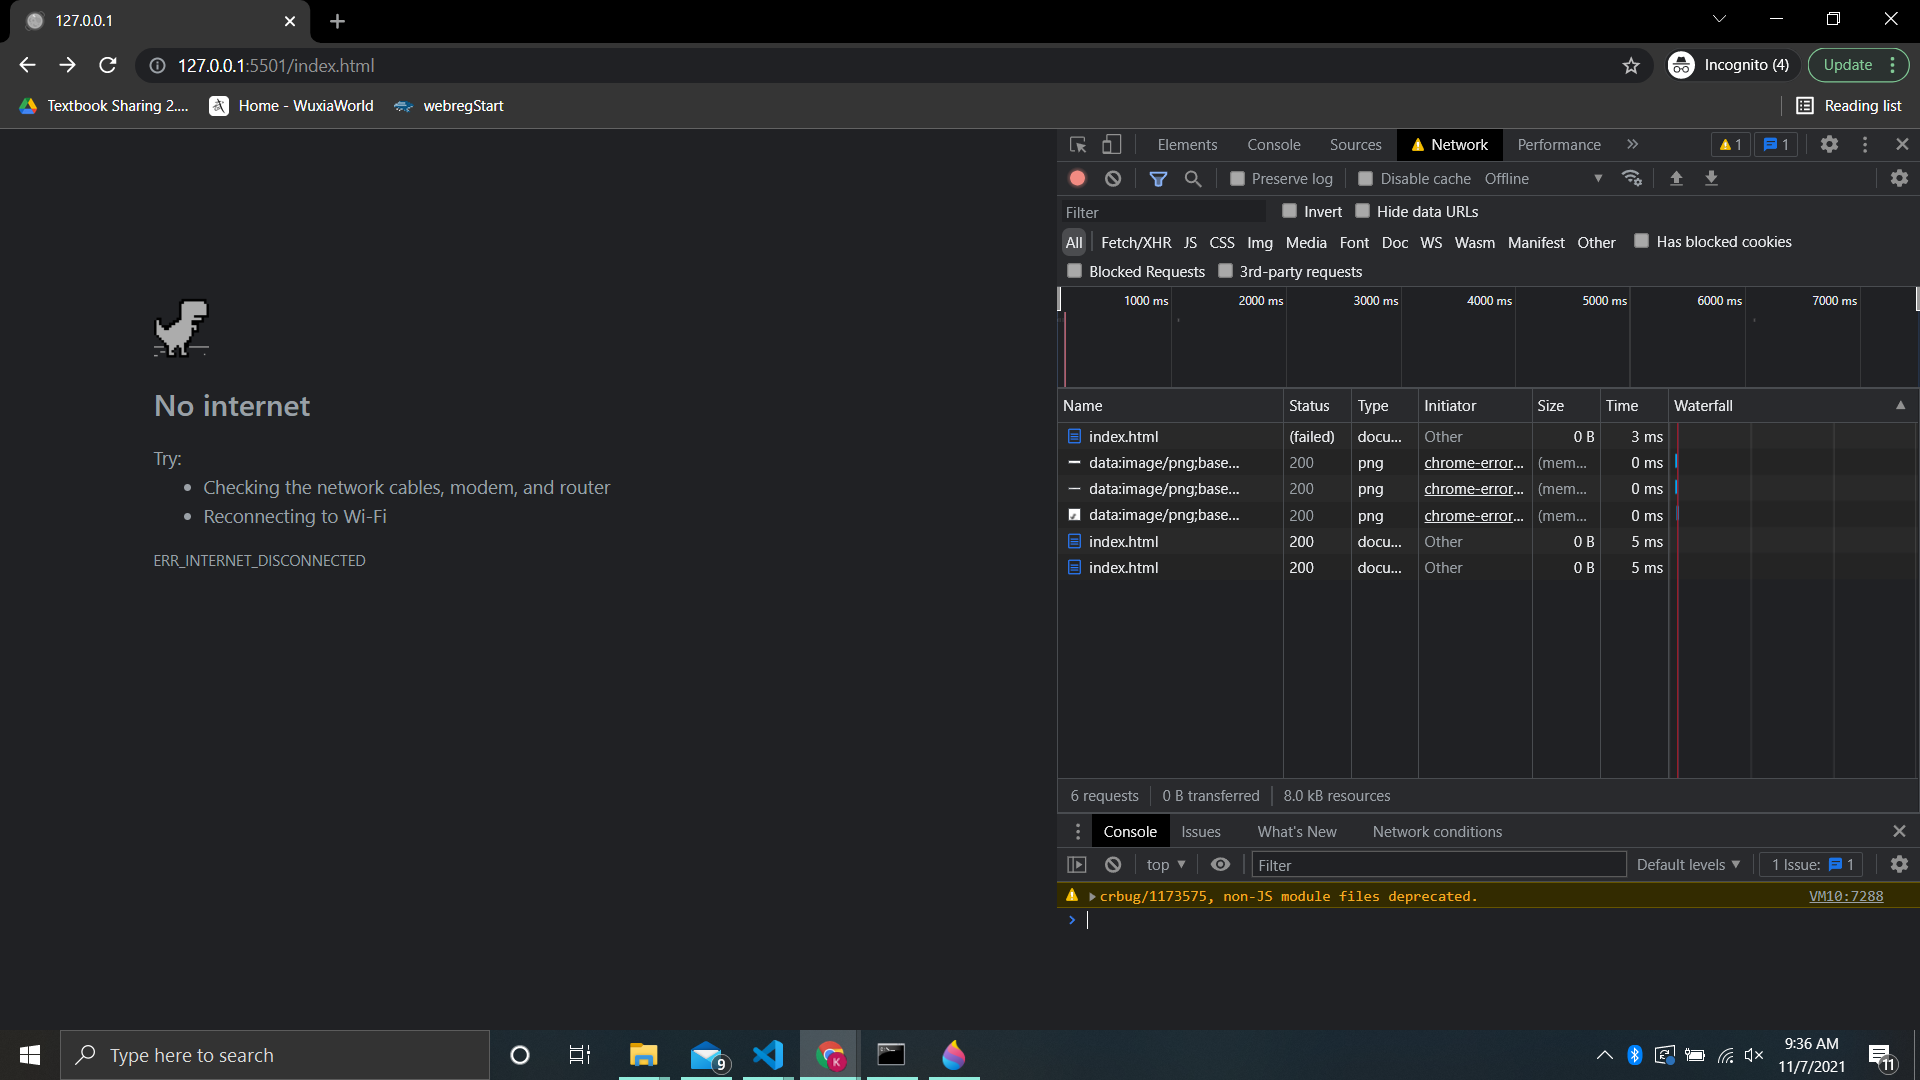 127.0.0.1
127.0.0.1:5501/index.html
Incognito (4)
Update
Textbook Sharing 2....
Home - WuxiaWorld
webregStart
Reading list
No internet
Try:
Checking the network cables, modem, and router
Reconnecting to Wi-Fi
ERR_INTERNET_DISCONNECTED
Elements Console Sources Network Performance 1 1
Preserve log Disable cache Offline
Filter Invert Hide data URLs
All Fetch/XHR JS CSS Img Media Font Doc WS Wasm Manifest Other Has blocked cookies
Blocked Requests 3rd-party requests
1000 ms 2000 ms 3000 ms 4000 ms 5000 ms 6000 ms 7000 ms
Name Status Type Initiator Size Time Waterfall
index.html (failed) docu... Other 0 B 3 ms
data:image/png;base... 200 png chrome-error... (mem... 0 ms
data:image/png;base... 200 png chrome-error... (mem... 0 ms
data:image/png;base... 200 png chrome-error... (mem... 0 ms
index.html 200 docu... Other 0 B 5 ms
index.html 200 docu... Other 0 B 5 ms
6 requests 0 B transferred 8.0 kB resources
Console Issues What's New Network conditions
top Filter Default levels 1 Issue: 1
crbug/1173575, non-JS module files deprecated. VM10:7288
Type here to search
9
K
9:36 AM
11/7/2021
11